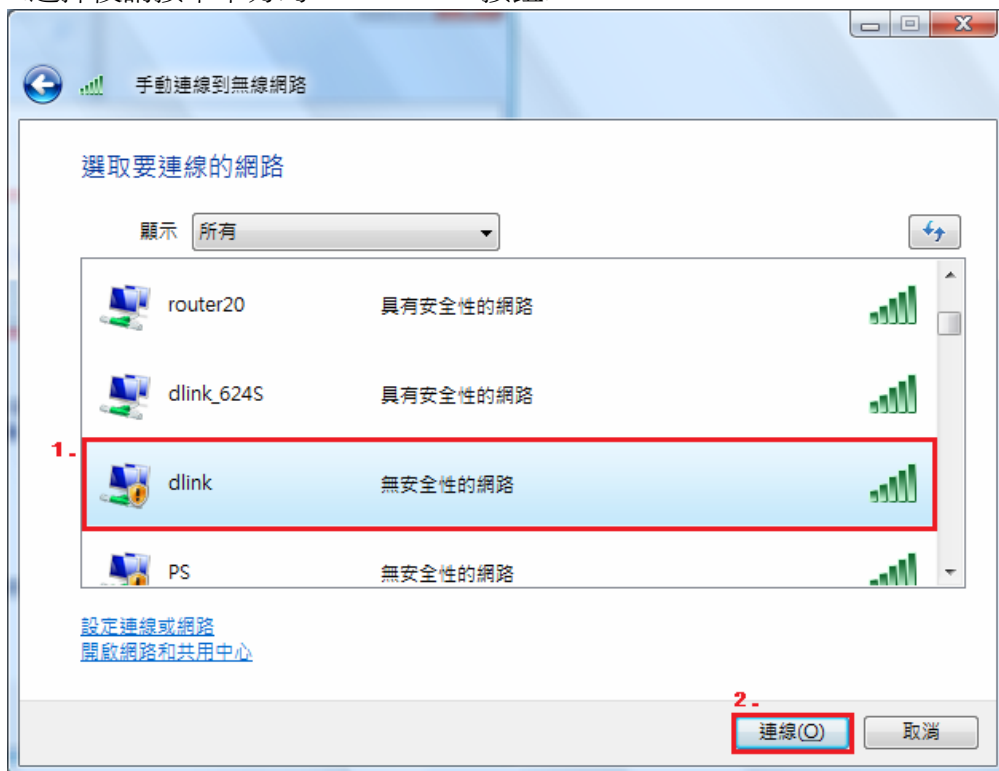 手動連線到無線網路
選取要連線的網路
顯示 所有
router20 具有安全性的網路
dlink_624S 具有安全性的網路
1.
dlink 無安全性的網路
PS 無安全性的網路
設定連線或網路
開啟網路和共用中心
2.
連線(O) 取消